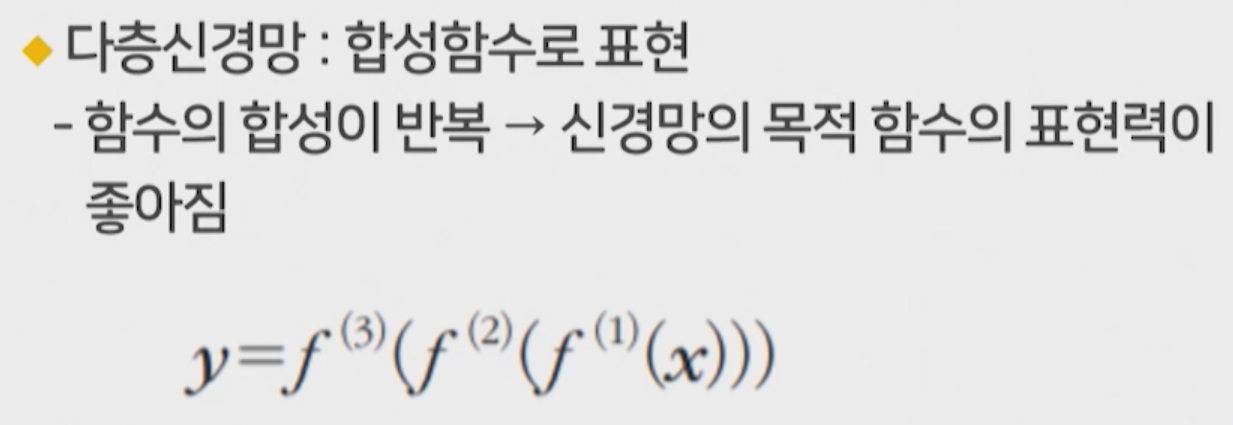 ◆ 다층신경망 : 합성함수로 표현
- 함수의 합성이 반복 → 신경망의 목적 함수의 표현력이
좋아짐
y=f⁽³⁾(f⁽²⁾(f⁽¹⁾(x)))